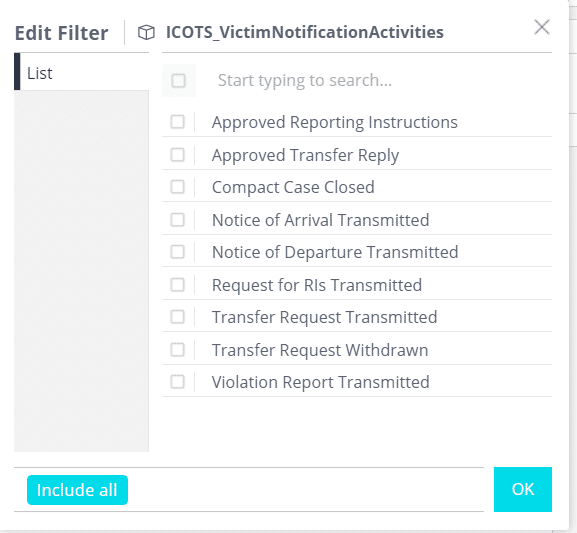 Edit Filter ICOTS_VictimNotificationActivities
List
Start typing to search...
Approved Reporting Instructions
Approved Transfer Reply
Compact Case Closed
Notice of Arrival Transmitted
Notice of Departure Transmitted
Request for RIs Transmitted
Transfer Request Transmitted
Transfer Request Withdrawn
Violation Report Transmitted
Include all
OK